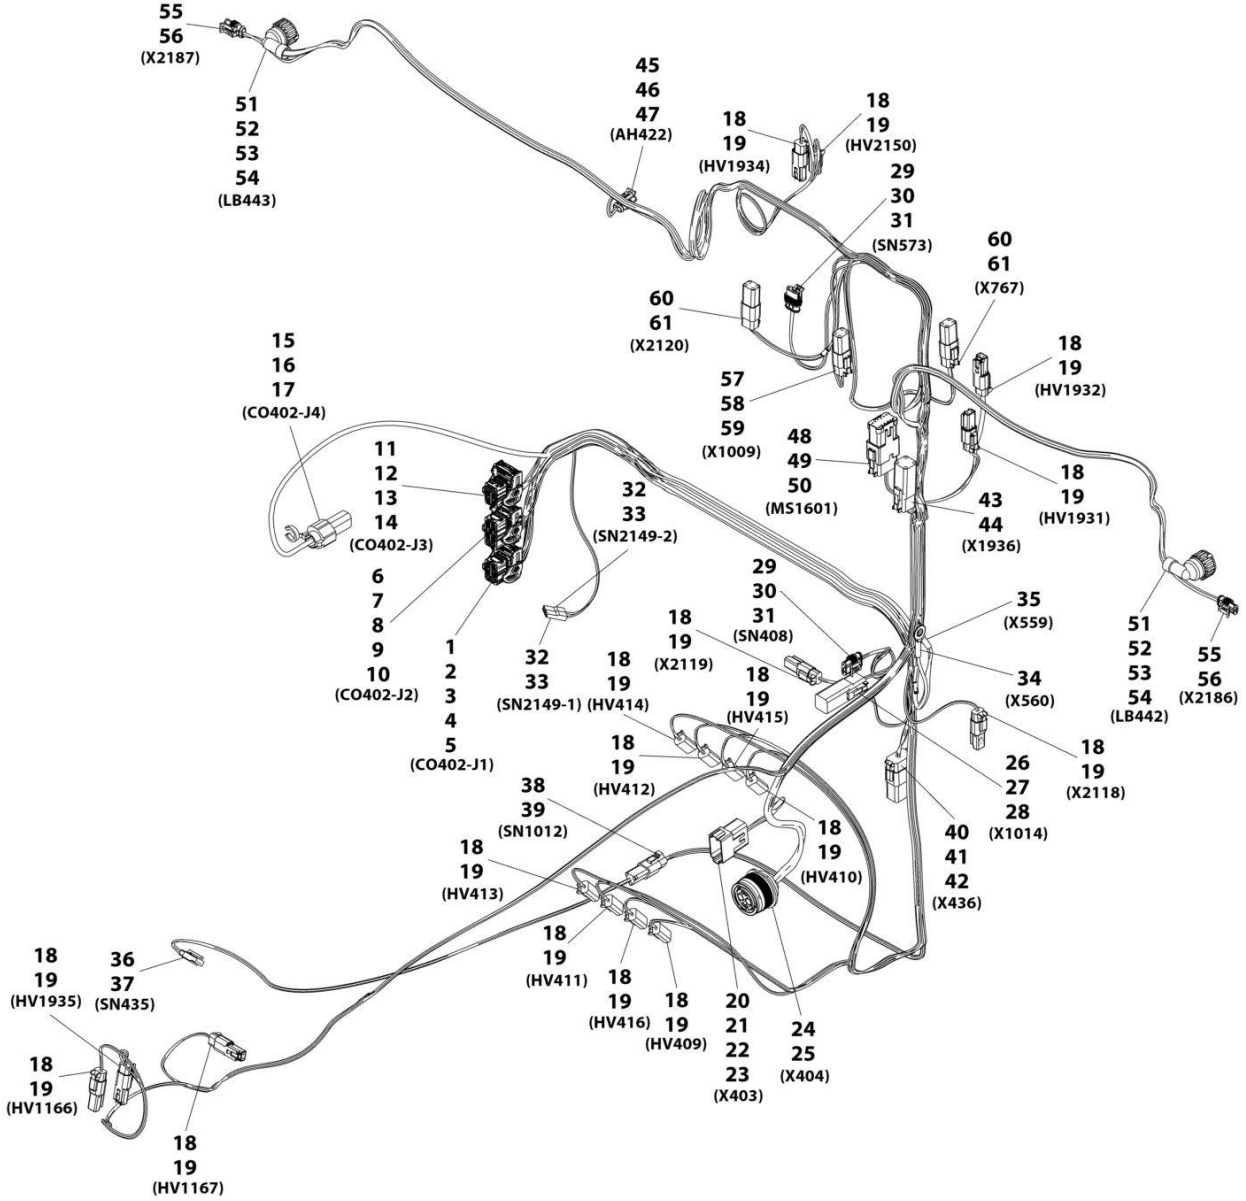 55
56
(X2187)
51
52
53
54
(LB443)
45
46
47
(AH422)
18
19
(HV1934)
18
19
(HV2150)
29
30
31
(SN573)
60
61
(X767)
60
61
(X2120)
18
19
(HV1932)
15
16
17
(CO402-J4)
57
58
59
(X1009)
48
49
50
(MS1601)
11
12
13
14
(CO402-J3)
32
33
(SN2149-2)
18
19
(HV1931)
43
44
(X1936)
6
7
8
9
10
(CO402-J2)
29
30
31
(SN408)
35
(X559)
18
19
(X2119)
51
52
53
54
(LB442)
55
56
(X2186)
1
2
3
4
5
(CO402-J1)
32
33
(SN2149-1)
18
19
(HV414)
18
19
(HV415)
34
(X560)
18
19
(HV412)
18
19
(X2118)
26
27
28
(X1014)
38
39
(SN1012)
18
19
(HV410)
40
41
42
(X436)
18
19
(HV413)
18
19
(HV411)
18
19
(HV1935)
36
37
(SN435)
18
19
(HV416)
18
19
(HV409)
20
21
22
23
(X403)
24
25
(X404)
18
19
(HV1166)
18
19
(HV1167)